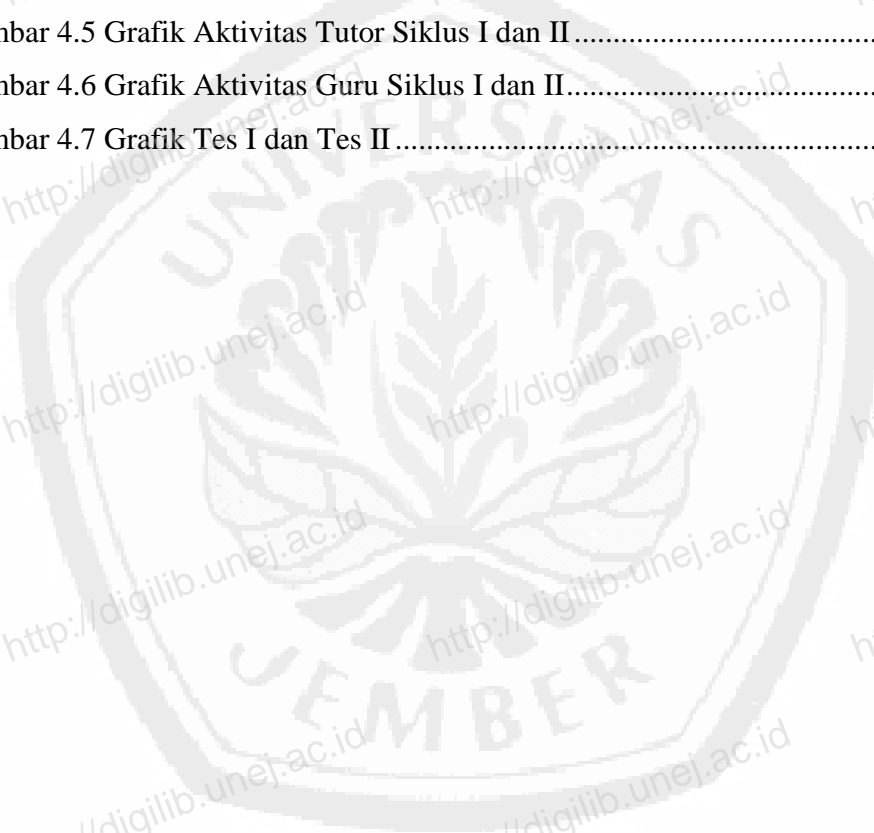 mbar 4.5 Grafik Aktivitas Tutor Siklus I dan II
mbar 4.6 Grafik Aktivitas Guru Siklus I dan II
mbar 4.7 Grafik Tes I dan Tes II
UNIVERSITAS
http://digilib.unej.ac.id
http://digilib.unej.ac.id
http://digilib.unej.ac.id
http://digilib.unej.ac.id
http://digilib.unej.ac.id
http://digilib.unej.ac.id
JEMBER
//digilib.unej.ac.id
//digilib.unej.ac.id